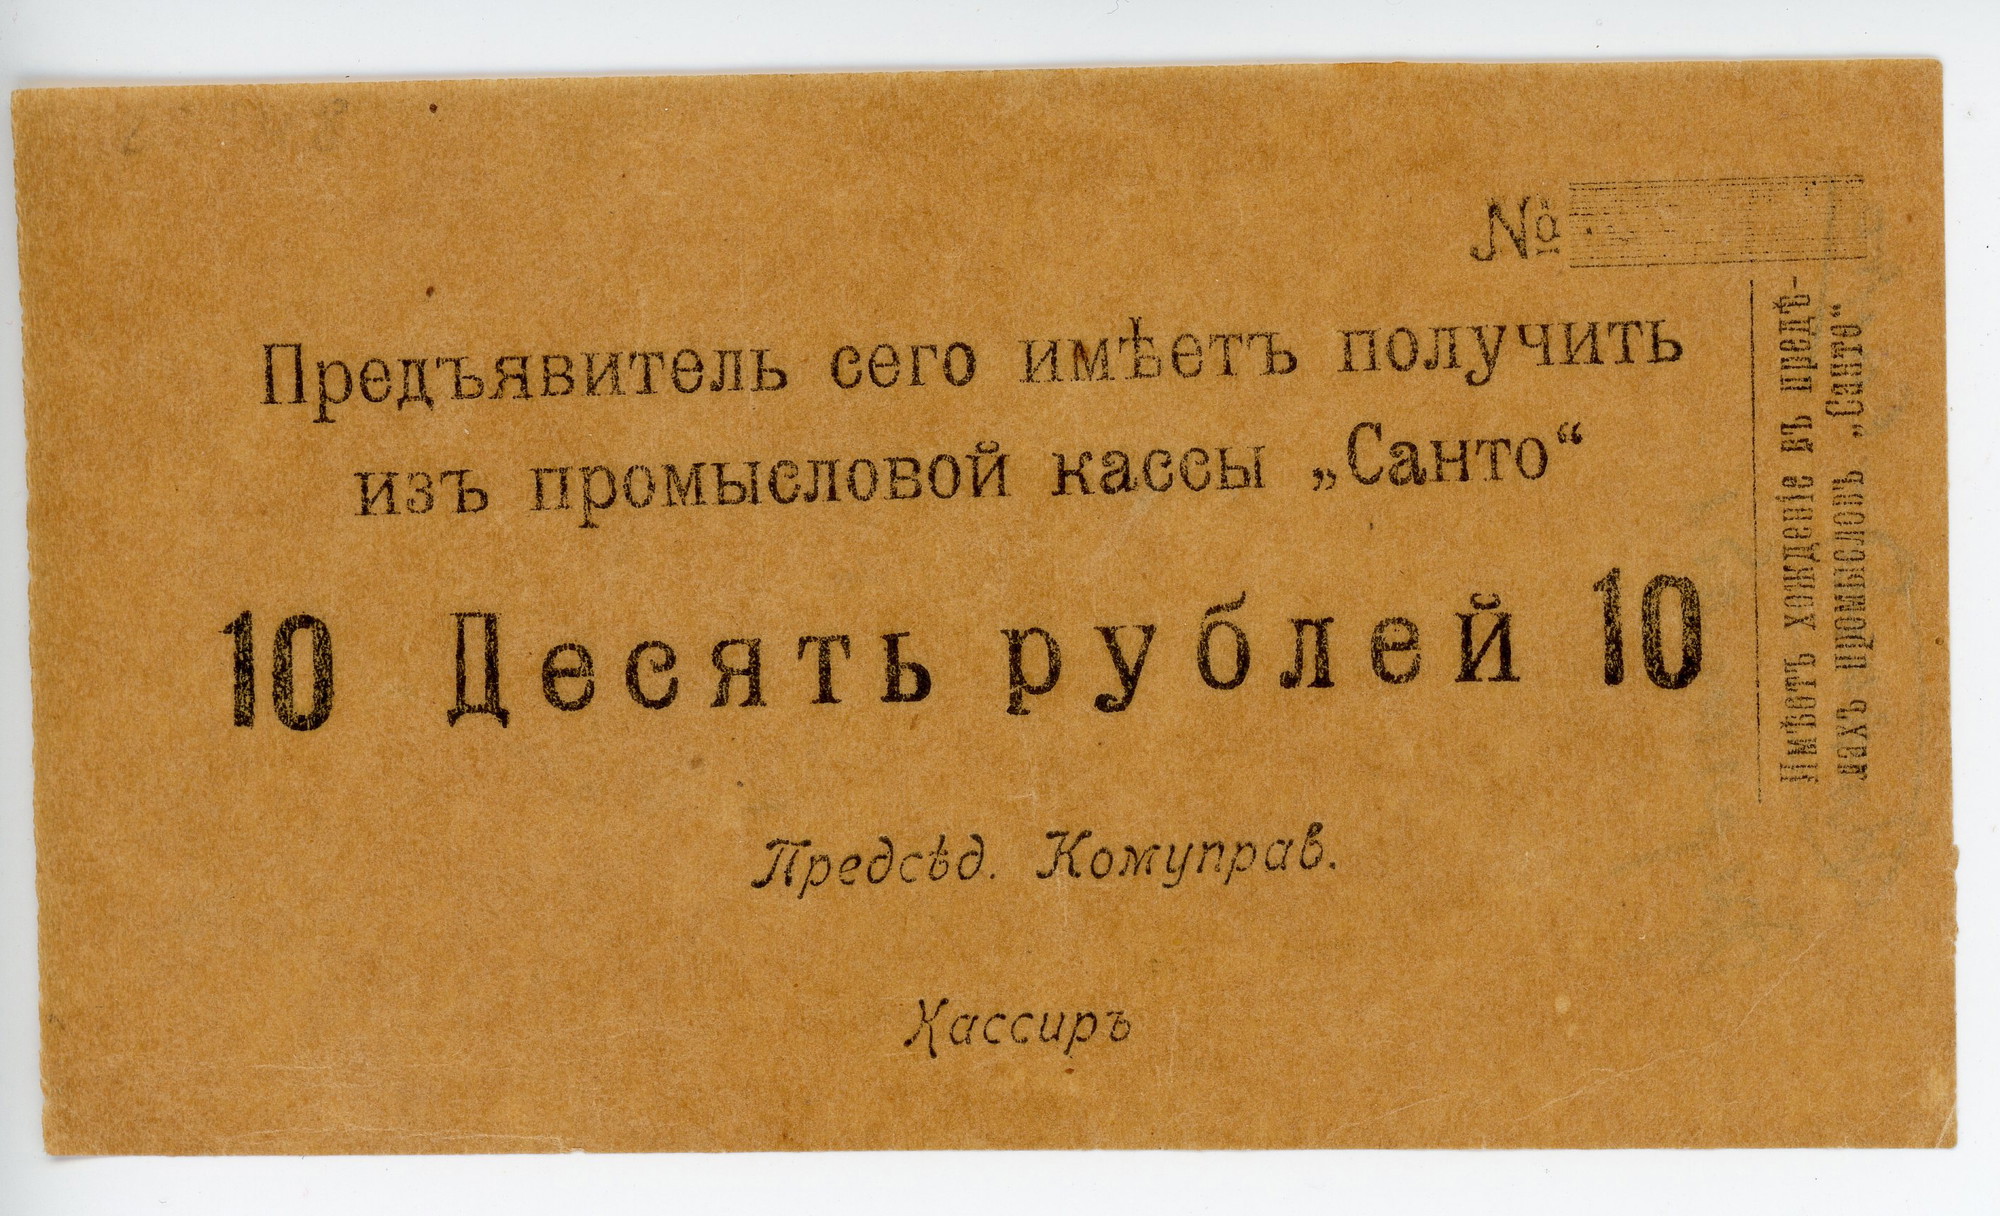 №
Предъявитель сего имѣетъ получить
изъ промысловой кассы „Санто“
10 Десять рублей 10
Предсѣд. Комуправ.
Кассиръ
Имѣетъ хожденіе въ предѣ-
лахъ промысловъ „Санто“